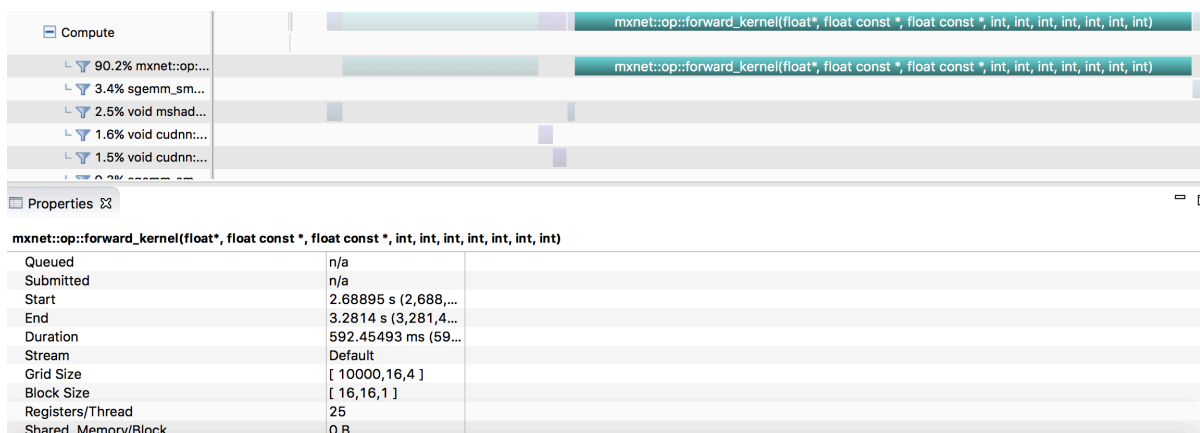 mxnet::op::forward_kernel(float*, float const *, float const *, int, int, int, int, int, int, int)
Compute
90.2% mxnet::op:... mxnet::op::forward_kernel(float*, float const *, float const *, int, int, int, int, int, int, int)
3.4% sgemm_sm...
2.5% void mshad...
1.6% void cudnn:...
1.5% void cudnn:...
Properties
mxnet::op::forward_kernel(float*, float const *, float const *, int, int, int, int, int, int, int)
Queued n/a
Submitted n/a
Start 2.68895 s (2,688,...
End 3.2814 s (3,281,4...
Duration 592.45493 ms (59...
Stream Default
Grid Size [ 10000,16,4 ]
Block Size [ 16,16,1 ]
Registers/Thread 25
Shared Memory/Block 0 B